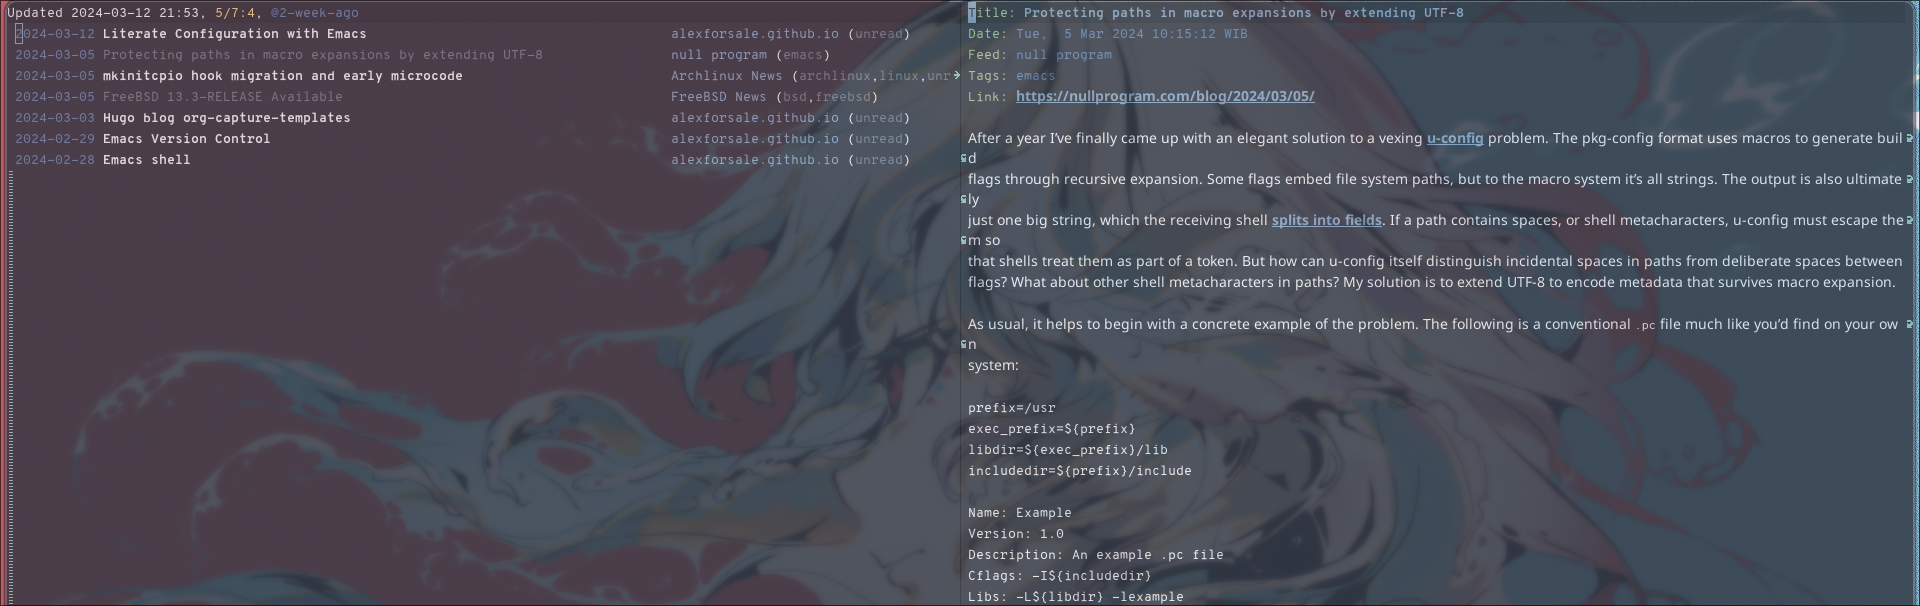 Updated 2024-03-12 21:53, 5/7:4, @2-week-ago
2024-03-12 Literate Configuration with Emacs alexforsale.github.io (unread)
2024-03-05 Protecting paths in macro expansions by extending UTF-8 null program (emacs)
2024-03-05 mkinitcpio hook migration and early microcode Archlinux News (archlinux,linux,unr
2024-03-05 FreeBSD 13.3-RELEASE Available FreeBSD News (bsd,freebsd)
2024-03-03 Hugo blog org-capture-templates alexforsale.github.io (unread)
2024-02-29 Emacs Version Control alexforsale.github.io (unread)
2024-02-28 Emacs shell alexforsale.github.io (unread)
Title: Protecting paths in macro expansions by extending UTF-8
Date: Tue,  5 Mar 2024 10:15:12 WIB
Feed: null program
Tags: emacs
Link: https://nullprogram.com/blog/2024/03/05/
After a year I’ve finally came up with an elegant solution to a vexing u-config problem. The pkg-config format uses macros to generate buil
d
flags through recursive expansion. Some flags embed file system paths, but to the macro system it’s all strings. The output is also ultimate
ly
just one big string, which the receiving shell splits into fields. If a path contains spaces, or shell metacharacters, u-config must escape the
m so
that shells treat them as part of a token. But how can u-config itself distinguish incidental spaces in paths from deliberate spaces between
flags? What about other shell metacharacters in paths? My solution is to extend UTF-8 to encode metadata that survives macro expansion.
As usual, it helps to begin with a concrete example of the problem. The following is a conventional .pc file much like you’d find on your ow
n
system:
prefix=/usr
exec_prefix=${prefix}
libdir=${exec_prefix}/lib
includedir=${prefix}/include
Name: Example
Version: 1.0
Description: An example .pc file
Cflags: -I${includedir}
Libs: -L${libdir} -lexample